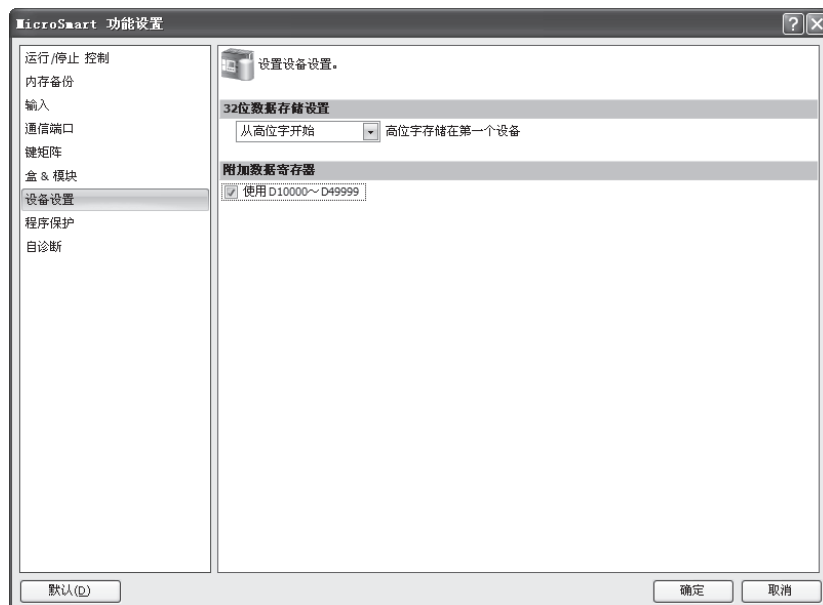 MicroSmart 功能设置
运行/停止 控制
内存备份
输入
通信端口
键矩阵
盒 & 模块
设备设置
程序保护
自诊断
设置设备设置。
32位数据存储设置
从高位字开始 高位字存储在第一个设备
附加数据寄存器
使用 D10000～D49999
默认(D) 确定 取消